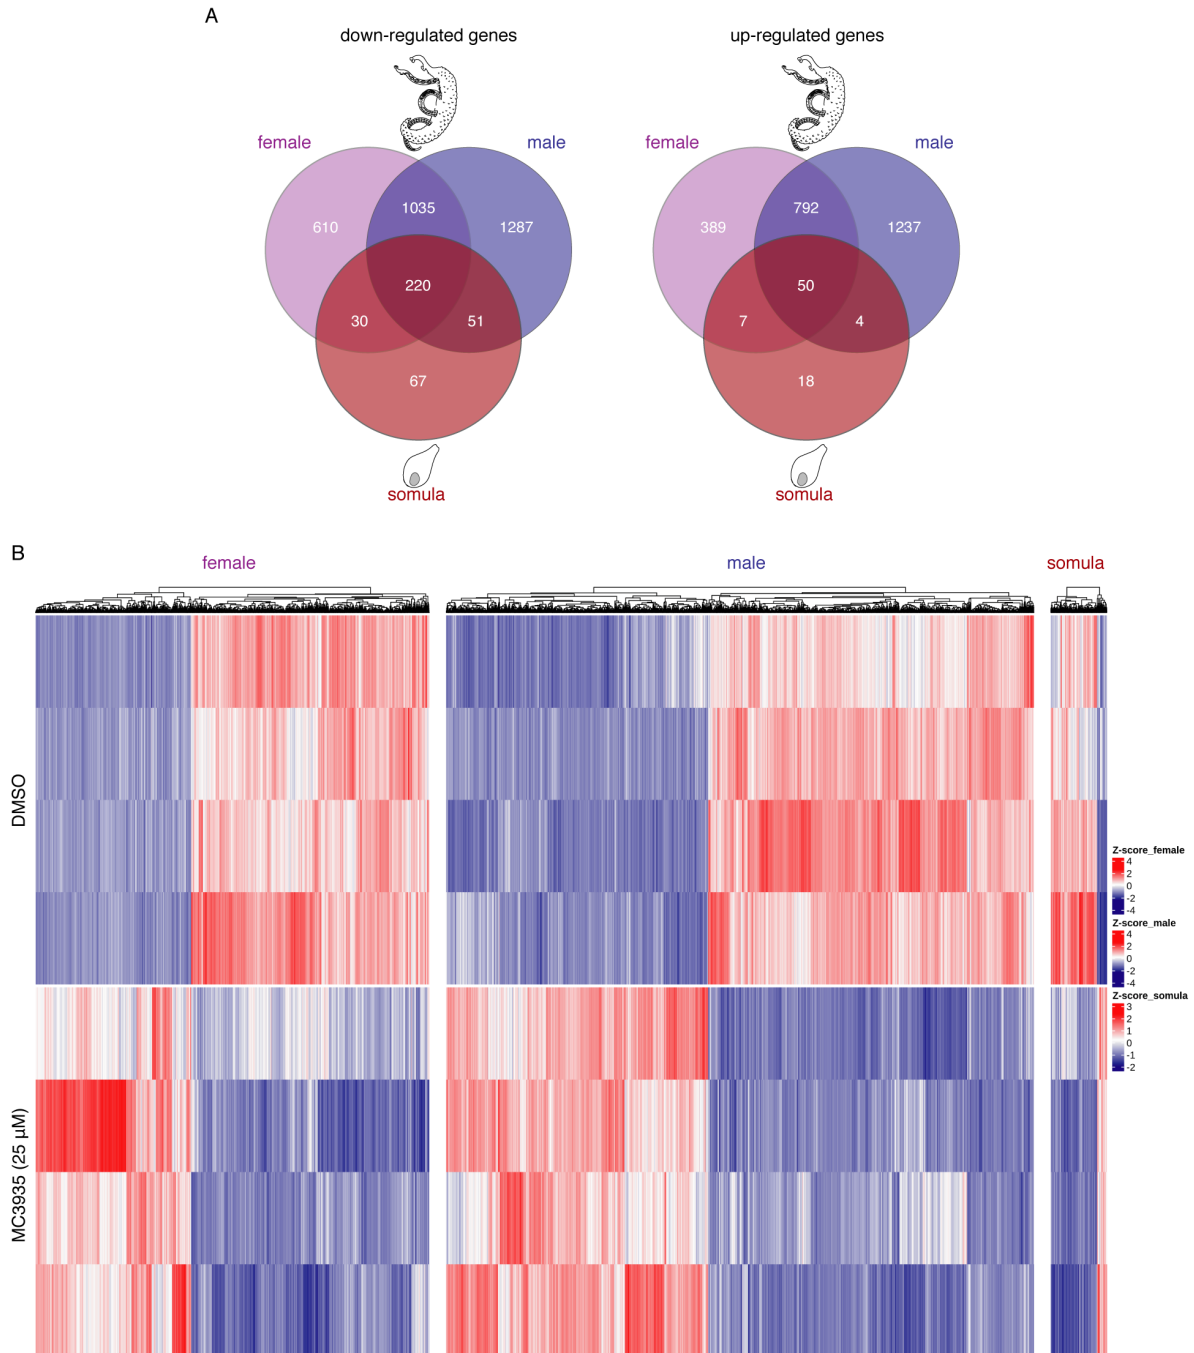 A
down-regulated genes
up-regulated genes
female
male
female
male
610
1035
1287
389
792
1237
220
50
30
51
7
4
67
18
somula
somula
B
female
male
somula
DMSO
MC3935 (25 µM)
Z-score_female
4
2
0
-2
-4
Z-score_male
4
2
0
-2
-4
Z-score_somula
3
2
1
0
-1
-2